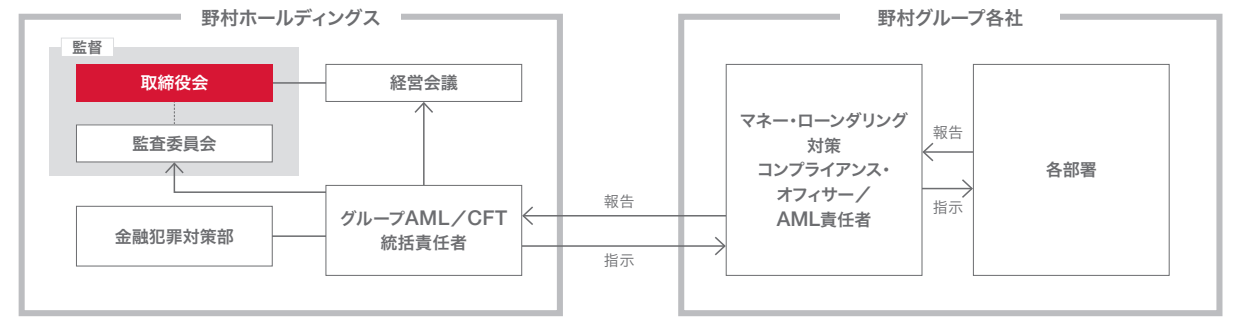 野村ホールディングス
監督
取締役会
経営会議
監査委員会
金融犯罪対策部
グループAML／CFT
統括責任者
報告
指示
野村グループ各社
マネー・ローンダリング
対策
コンプライアンス・
オフィサー／
AML責任者
報告
指示
各部署